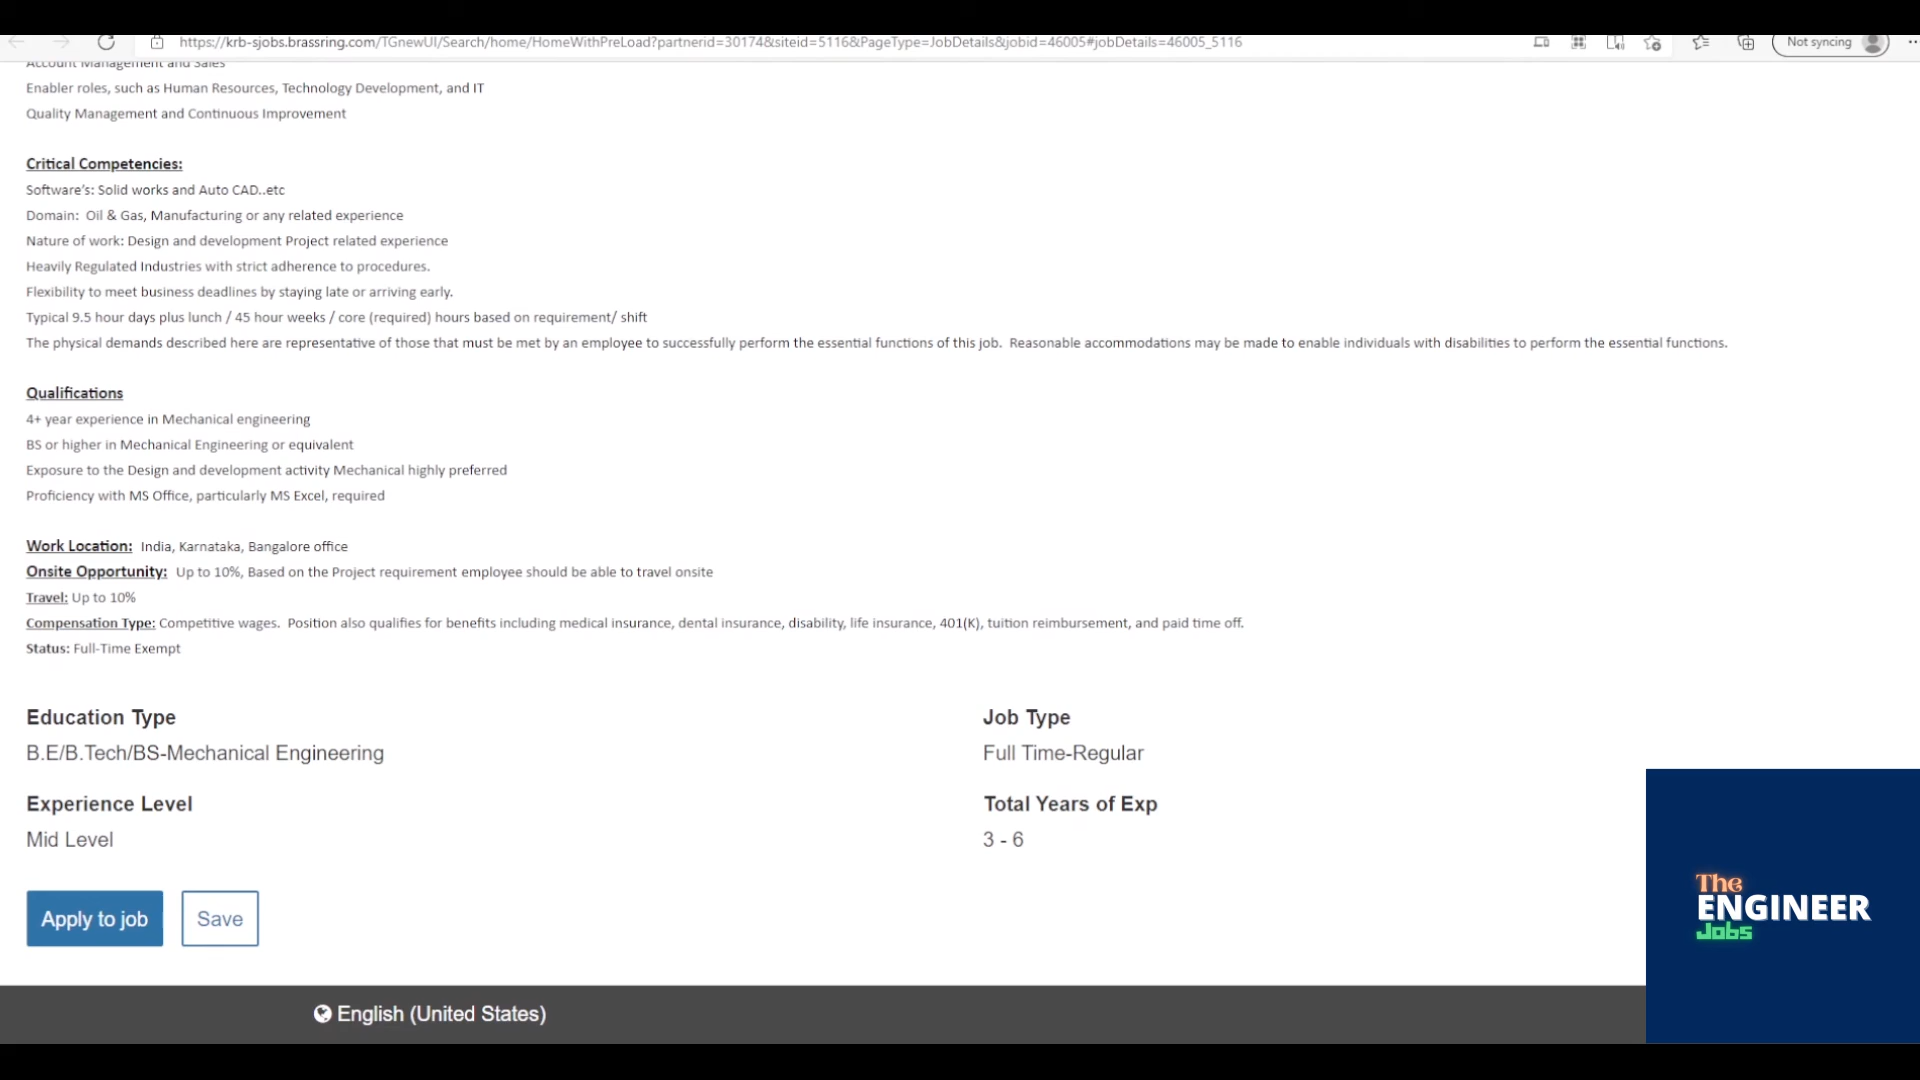 https://krb-sjobs.brassring.com/TGnewUI/Search/home/HomeWithPreLoad?partnerid=30174&siteid=5116&PageType=JobDetails&jobid=46005#jobDetails=46005_5116
Not syncing
Account Management and Sales
Enabler roles, such as Human Resources, Technology Development, and IT
Quality Management and Continuous Improvement
Critical Competencies:
Software's: Solid works and Auto CAD..etc
Domain:  Oil & Gas, Manufacturing or any related experience
Nature of work: Design and development Project related experience
Heavily Regulated Industries with strict adherence to procedures.
Flexibility to meet business deadlines by staying late or arriving early.
Typical 9.5 hour days plus lunch / 45 hour weeks / core (required) hours based on requirement/ shift
The physical demands described here are representative of those that must be met by an employee to successfully perform the essential functions of this job.  Reasonable accommodations may be made to enable individuals with disabilities to perform the essential functions.
Qualifications
4+ year experience in Mechanical engineering
BS or higher in Mechanical Engineering or equivalent
Exposure to the Design and development activity Mechanical highly preferred
Proficiency with MS Office, particularly MS Excel, required
Work Location:  India, Karnataka, Bangalore office
Onsite Opportunity:  Up to 10%, Based on the Project requirement employee should be able to travel onsite
Travel: Up to 10%
Compensation Type: Competitive wages.  Position also qualifies for benefits including medical insurance, dental insurance, disability, life insurance, 401(K), tuition reimbursement, and paid time off.
Status: Full-Time Exempt
Education Type
B.E/B.Tech/BS-Mechanical Engineering
Job Type
Full Time-Regular
Experience Level
Mid Level
Total Years of Exp
3 - 6
Apply to job
Save
The
ENGINEER
Jobs
English (United States)